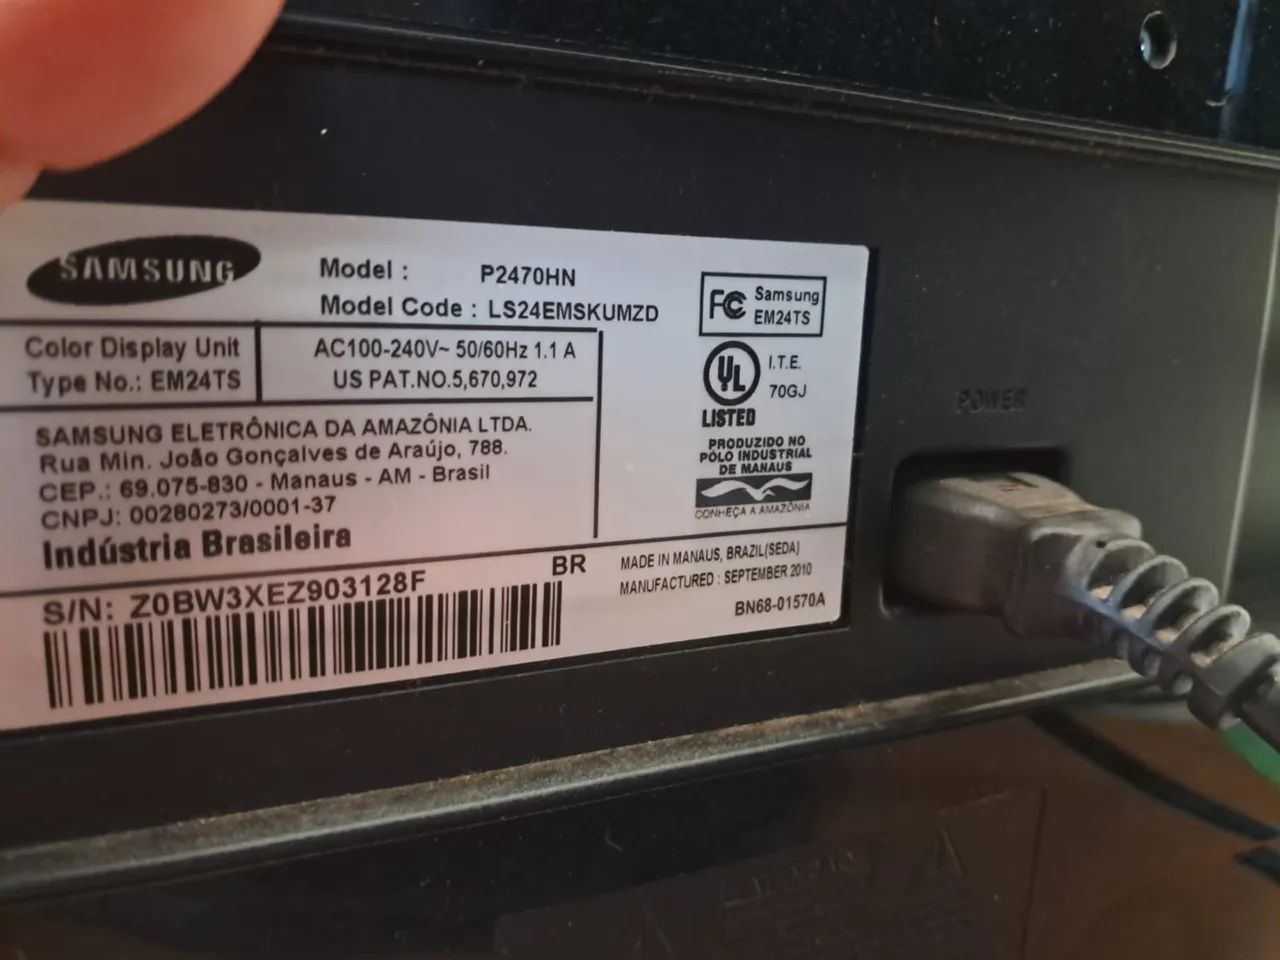 SAMSUNG
Model : P2470HN
Model Code : LS24EMSKUMZD
Color Display Unit
Type No.: EM24TS
AC100-240V~ 50/60Hz 1.1 A
US PAT.NO.5,670,972
FC Samsung
EM24TS
UL
LISTED
I.T.E.
70GJ
SAMSUNG ELETRÔNICA DA AMAZÔNIA LTDA.
Rua Min. João Gonçalves de Araújo, 788.
CEP.: 69.075-830 - Manaus - AM - Brasil
CNPJ: 00280273/0001-37
Indústria Brasileira
PRODUZIDO NO
PÓLO INDUSTRIAL
DE MANAUS
CONHEÇA A AMAZÔNIA
S/N: Z0BW3XEZ903128F
BR
MADE IN MANAUS, BRAZIL(SEDA)
MANUFACTURED : SEPTEMBER 2010
BN68-01570A
POWER